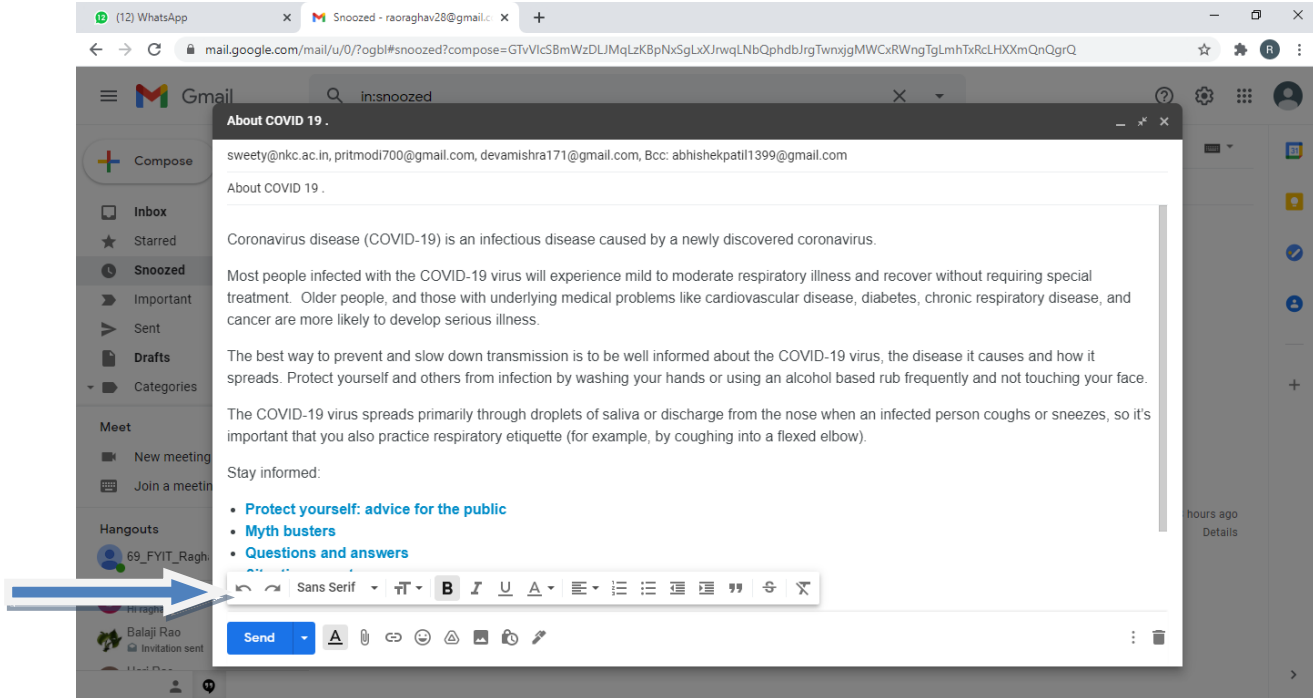 (12) WhatsApp
Snoozed - raoraghav28@gmail.c
mail.google.com/mail/u/0/?ogbl#snoozed?compose=GTvVlcSBmWzDLJMqLzKBpNxSgLxXJrwqLNbQphdbJrgTwnxjgMWCxRWngTgLmhTxRcLHXXmQnQgrQ
R
Gmail
in:snoozed
About COVID 19 .
Compose
sweety@nkc.ac.in, pritmodi700@gmail.com, devamishra171@gmail.com, Bcc: abhishekpatil1399@gmail.com
31
About COVID 19 .
Inbox
Starred
Snoozed
Important
Sent
Drafts
Categories
Meet
New meeting
Join a meetin
Hangouts
69_FYIT_Ragh
Hi ragha
Balaji Rao
Invitation sent
Coronavirus disease (COVID-19) is an infectious disease caused by a newly discovered coronavirus.
Most people infected with the COVID-19 virus will experience mild to moderate respiratory illness and recover without requiring special
treatment.  Older people, and those with underlying medical problems like cardiovascular disease, diabetes, chronic respiratory disease, and
cancer are more likely to develop serious illness.
The best way to prevent and slow down transmission is to be well informed about the COVID-19 virus, the disease it causes and how it
spreads. Protect yourself and others from infection by washing your hands or using an alcohol based rub frequently and not touching your face.
The COVID-19 virus spreads primarily through droplets of saliva or discharge from the nose when an infected person coughs or sneezes, so it's
important that you also practice respiratory etiquette (for example, by coughing into a flexed elbow).
Stay informed:
• Protect yourself: advice for the public
• Myth busters
• Questions and answers
hours ago
Details
Sans Serif
B I U A
Send
A